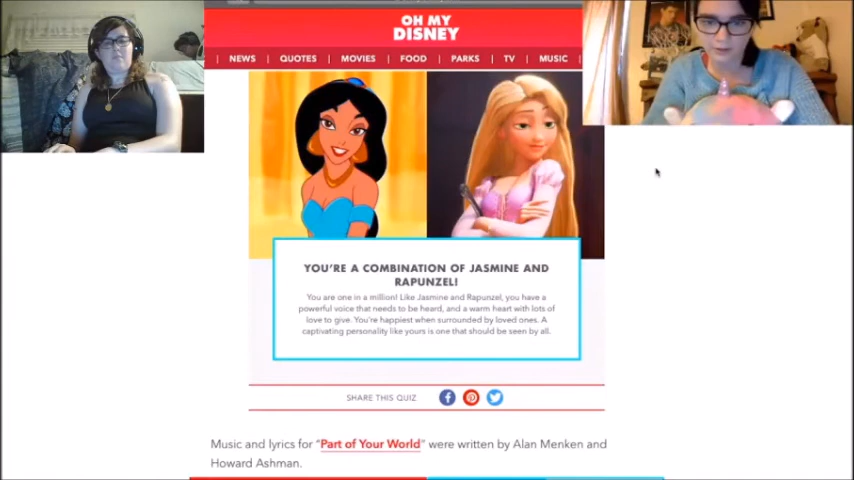 OH MY
DISNEY
NEWS | QUOTES | MOVIES | FOOD | PARKS | TV | MUSIC
YOU'RE A COMBINATION OF JASMINE AND
RAPUNZEL!
You are one in a million! Like Jasmine and Rapunzel, you have a
powerful voice that needs to be heard, and a warm heart with lots of
love to give. You're happiest when surrounded by loved ones. A
captivating personality like yours is one that should be seen by all.
SHARE THIS QUIZ
Music and lyrics for "Part of Your World" were written by Alan Menken and
Howard Ashman.